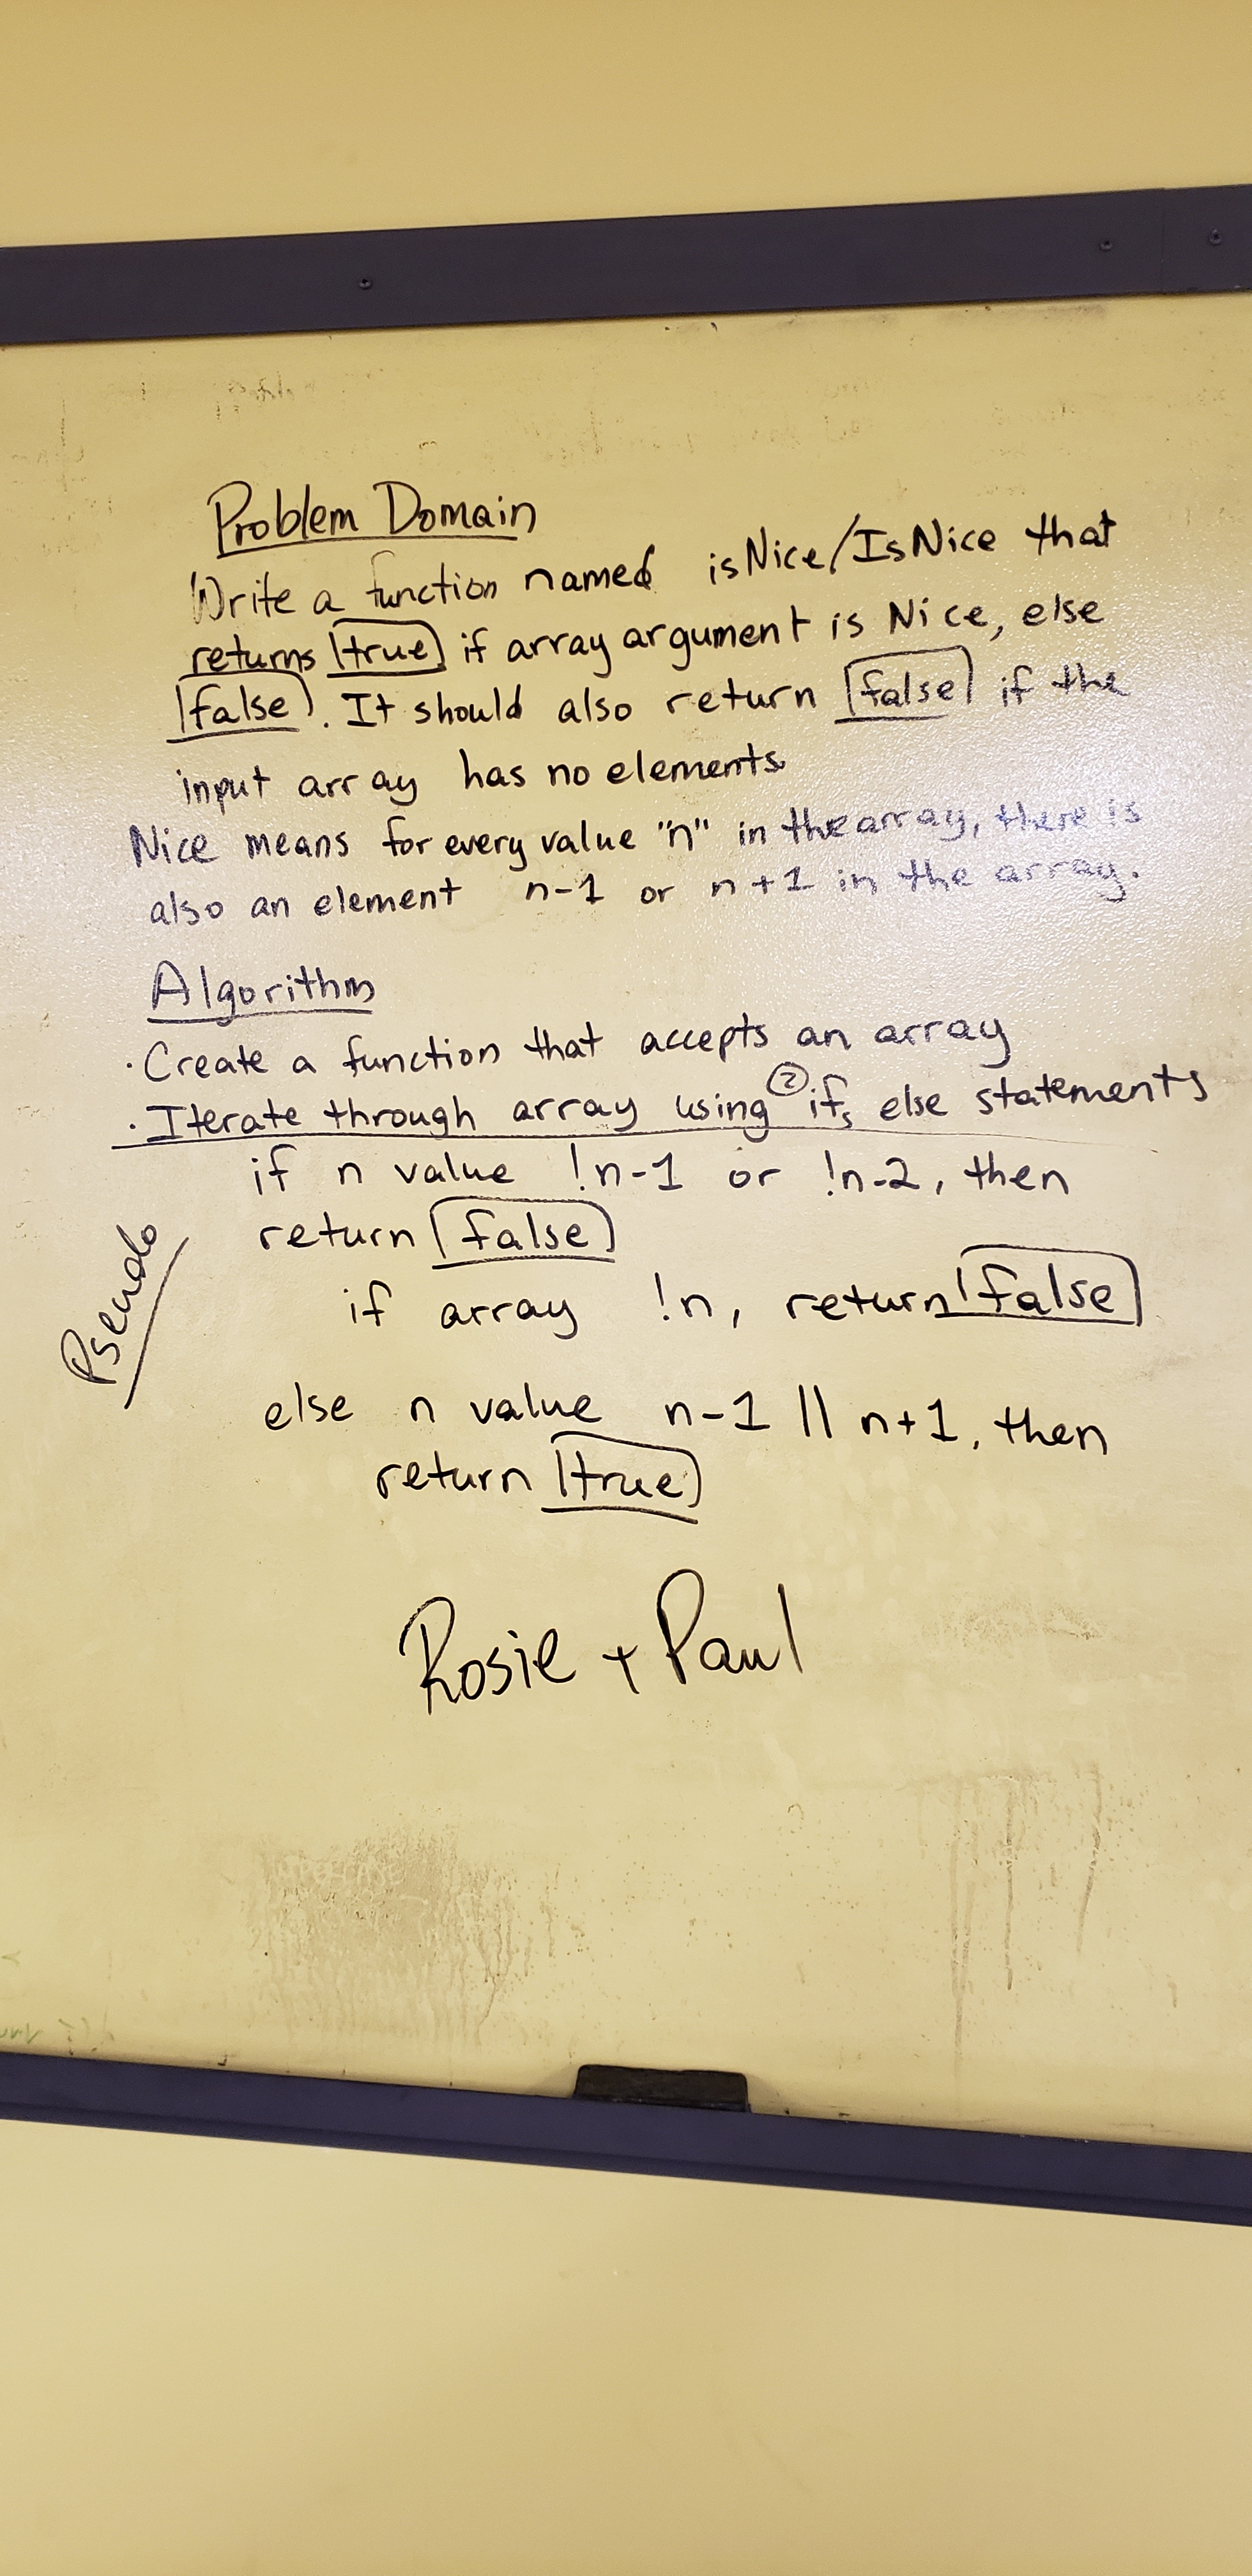 Problem Domain
Write a function named isNice/IsNice that
returns true if array argument is Nice, else
false. It should also return false if the
input array has no elements.
Nice means for every value "n" in the array, there is
also an element n-1 or n+1 in the array.
Algorithm
· Create a function that accepts an array
· Iterate through array using ② ifs else statements
if n value !n-1 or !n-2, then
return false
Pseudo
if array !n, return false
else n value n-1 || n+1, then
return true
Rosie + Paul